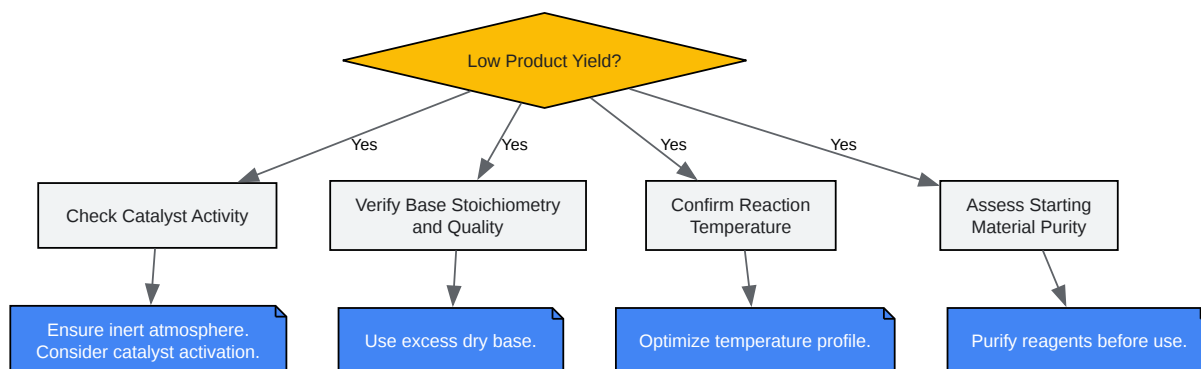 Low Product Yield?
Yes
Yes
Yes
Yes
Check Catalyst Activity
Verify Base Stoichiometry
and Quality
Confirm Reaction
Temperature
Assess Starting
Material Purity
Ensure inert atmosphere.
Consider catalyst activation.
Use excess dry base.
Optimize temperature profile.
Purify reagents before use.